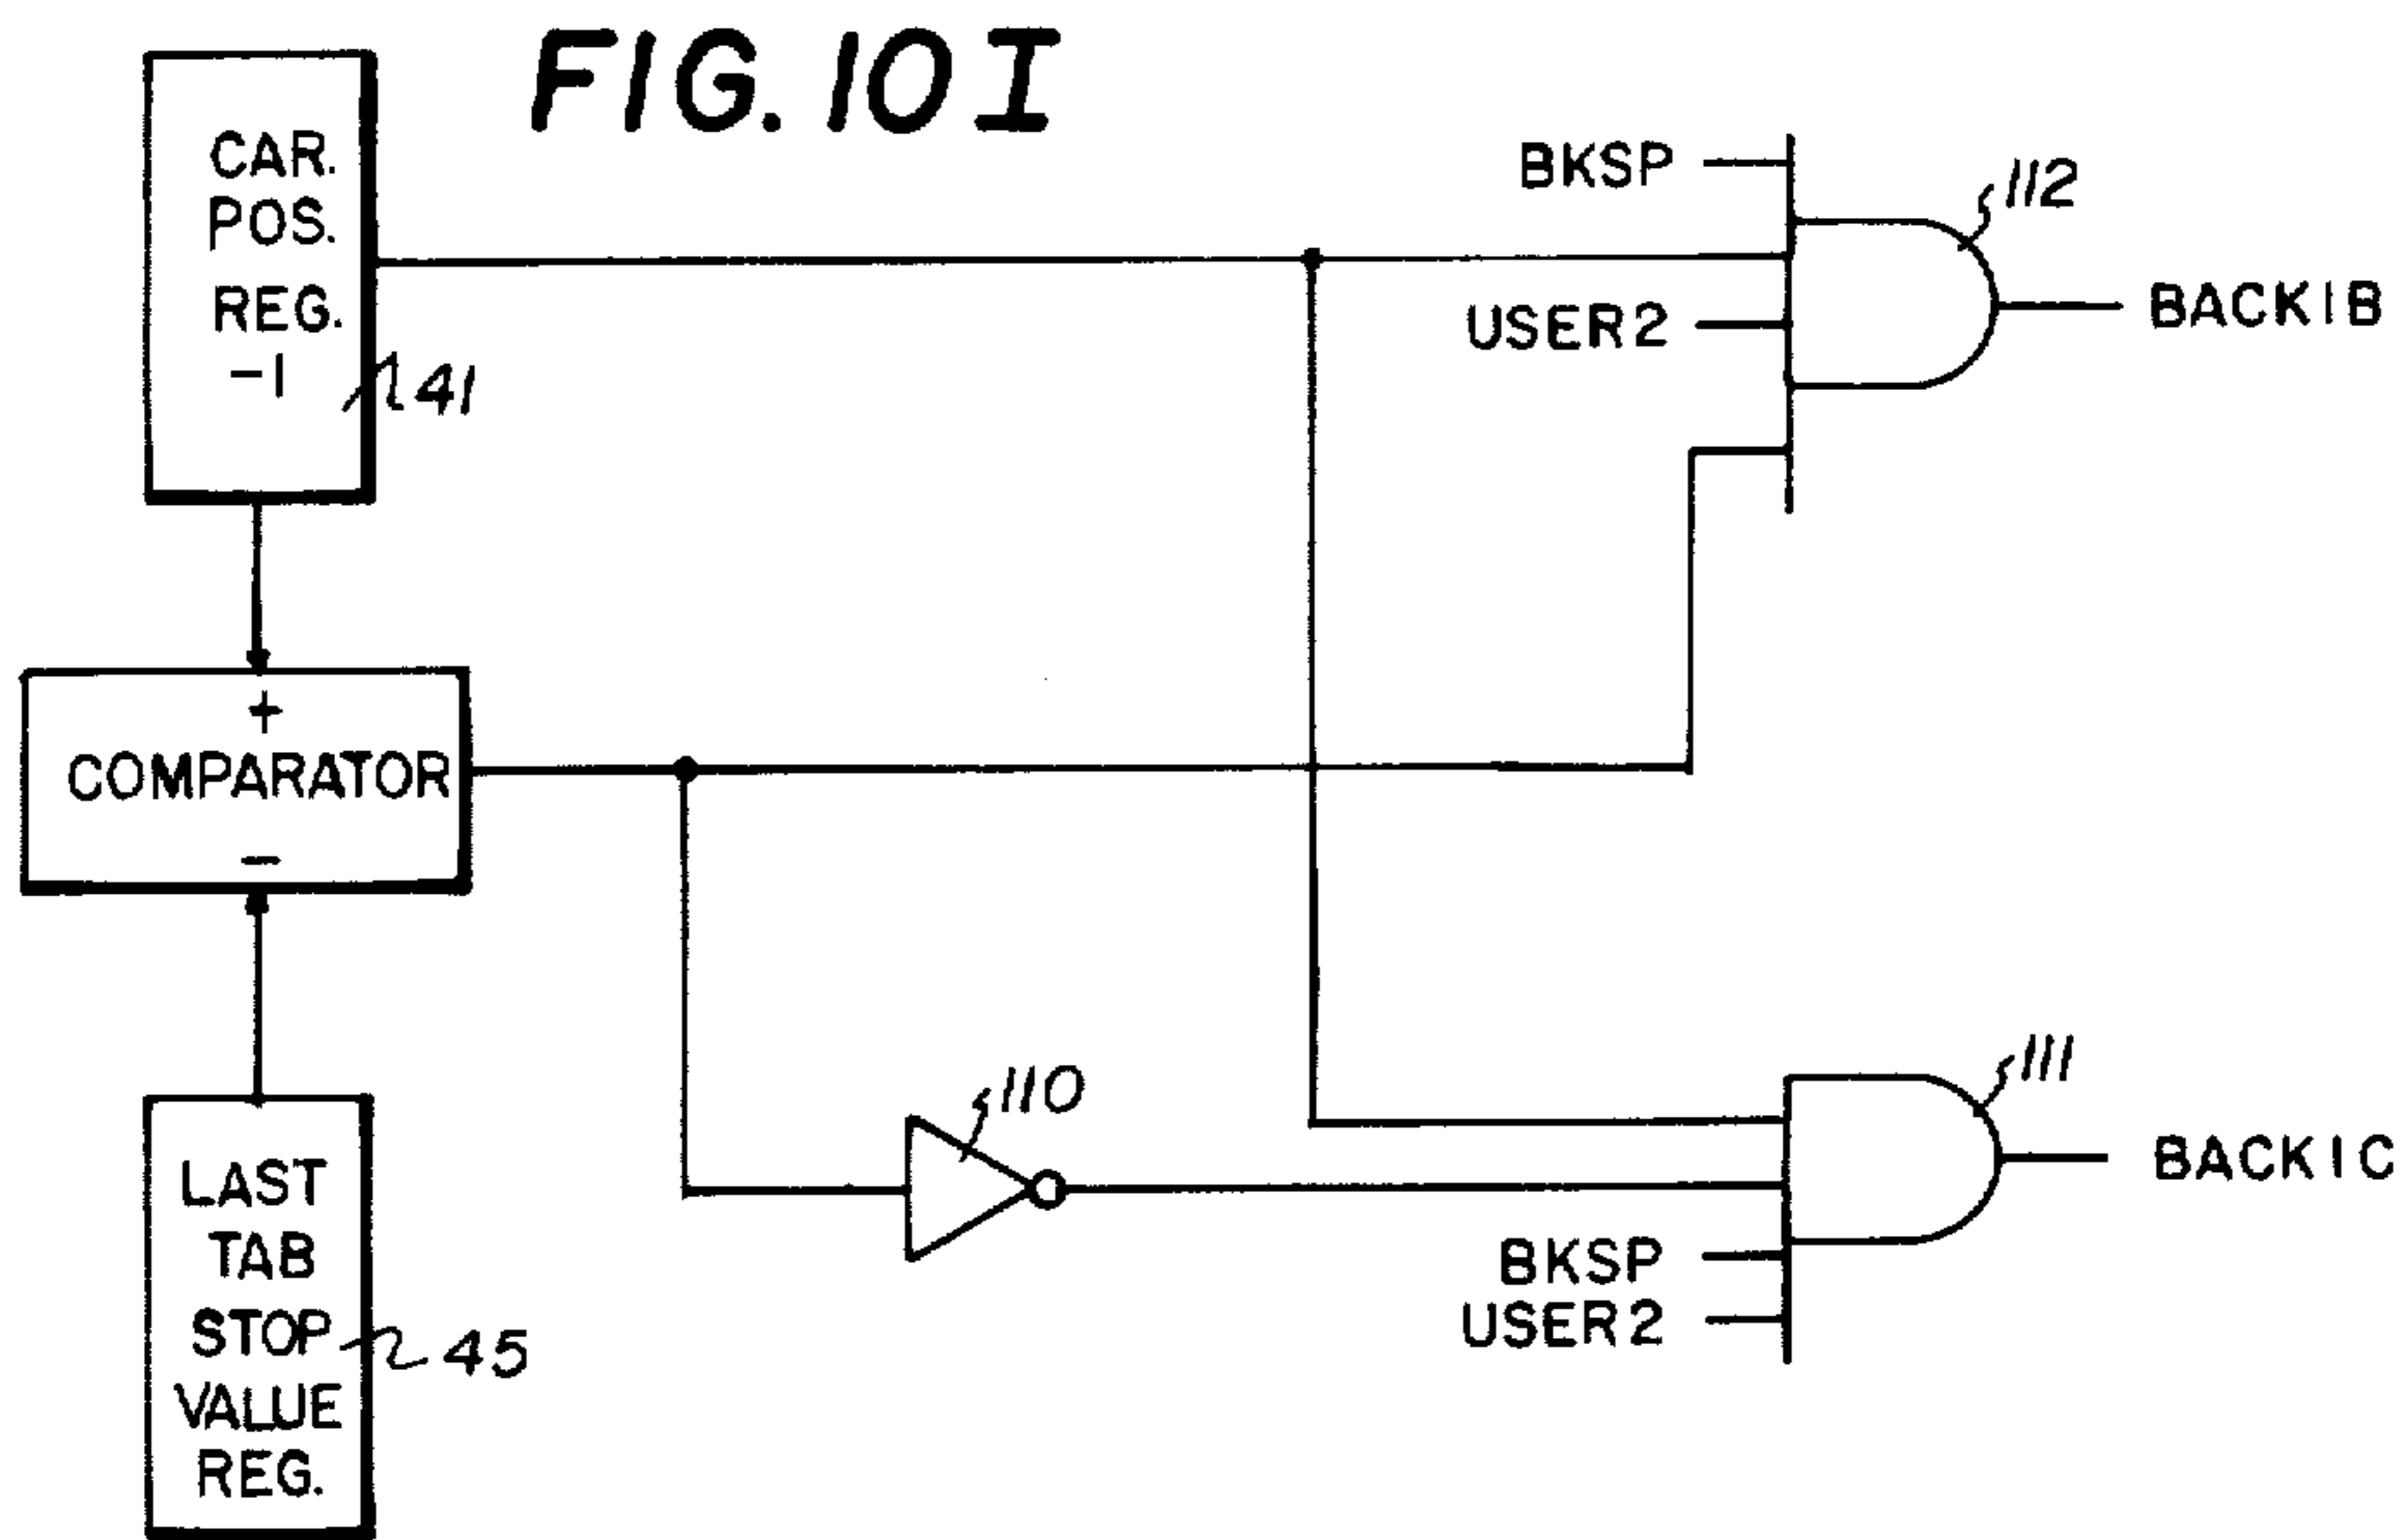 FIG. 10 I
CAR.
POS.
REG.
-1
41
BKSP
112
USER2
BACK1B
+
COMPARATOR
-
LAST
TAB
STOP
VALUE
REG.
45
110
111
BACK1C
BKSP
USER2